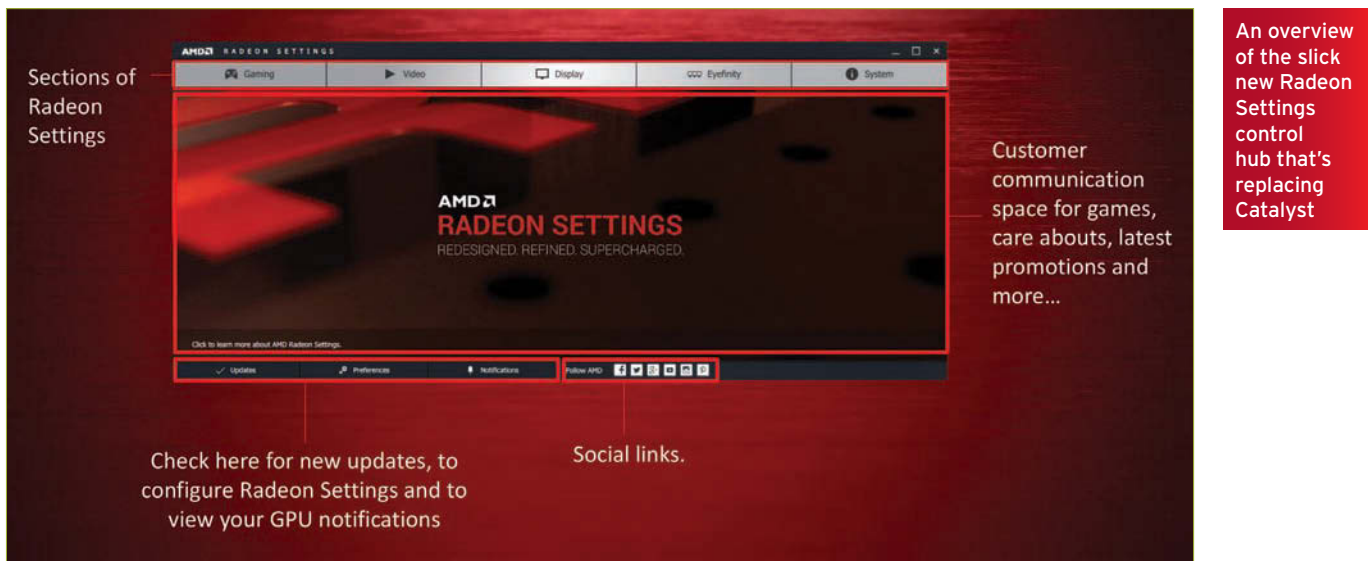 Sections of
Radeon
Settings
AMD RADEON SETTINGS
Gaming
Video
Display
Eyefinity
System
AMD
RADEON SETTINGS
REDESIGNED. REFINED. SUPERCHARGED.
Click to learn more about AMD Radeon Settings.
Updates
Preferences
Notifications
Follow AMD
Customer
communication
space for games,
care abouts, latest
promotions and
more...
Check here for new updates, to
configure Radeon Settings and to
view your GPU notifications
Social links.
An overview
of the slick
new Radeon
Settings
control
hub that's
replacing
Catalyst